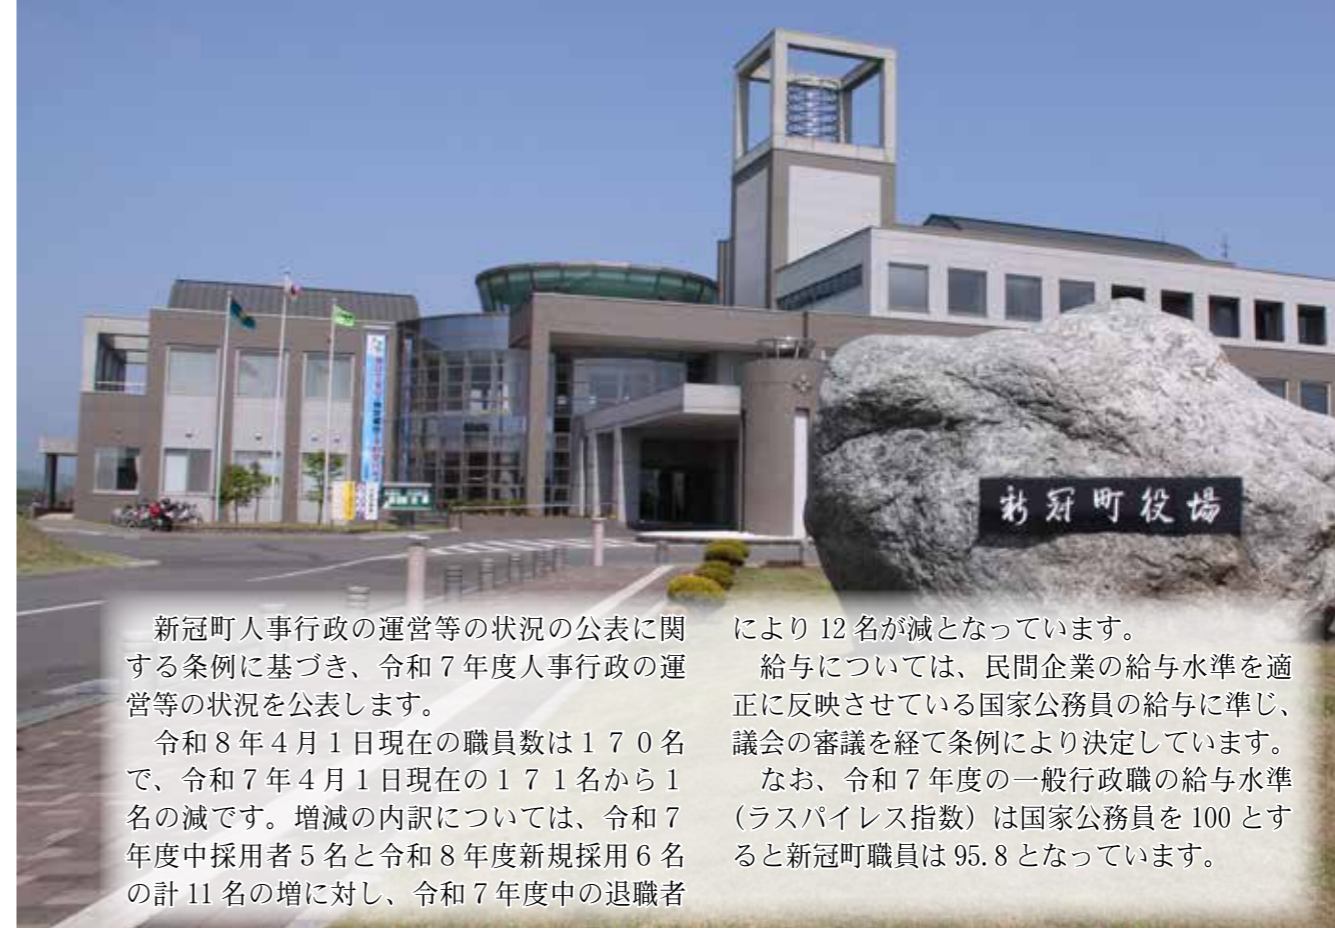 新冠町役場
新冠町人事行政の運営等の状況の公表に関
する条例に基づき、令和７年度人事行政の運
営等の状況を公表します。
令和８年４月１日現在の職員数は１７０名
で、令和７年４月１日現在の１７１名から１
名の減です。増減の内訳については、令和７
年度中採用者５名と令和８年度新規採用６名
の計 11 名の増に対し、令和７年度中の退職者
により 12 名が減となっています。
給与については、民間企業の給与水準を適
正に反映させている国家公務員の給与に準じ、
議会の審議を経て条例により決定しています。
なお、令和７年度の一般行政職の給与水準
（ラスパイレス指数）は国家公務員を 100 とす
ると新冠町職員は 95.8 となっています。